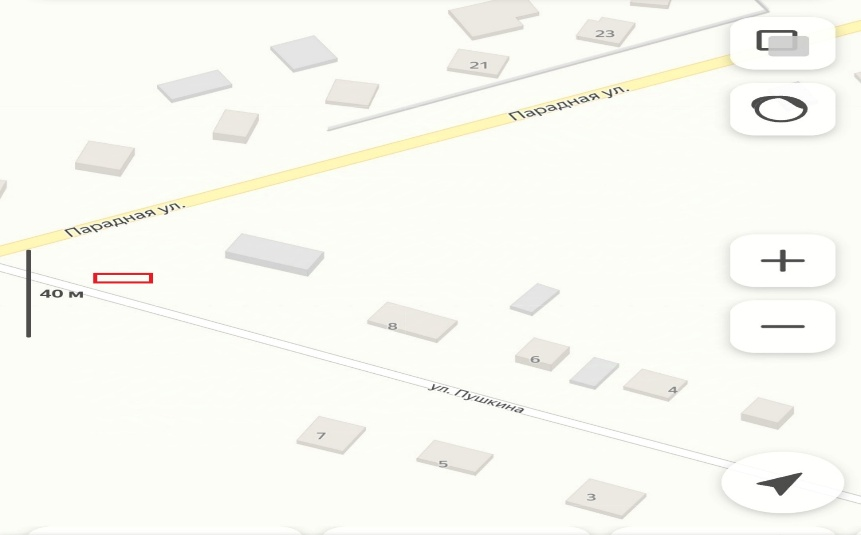 23
21
Парадная ул.
Парадная ул.
40 м
8
6
4
ул. Пушкина
7
5
3